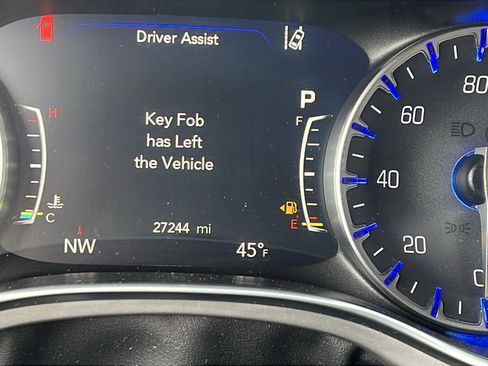 Driver Assist
P
H
F
Key Fob
has Left
the Vehicle
C
E
27244 mi
NW
45°F
80
60
40
20